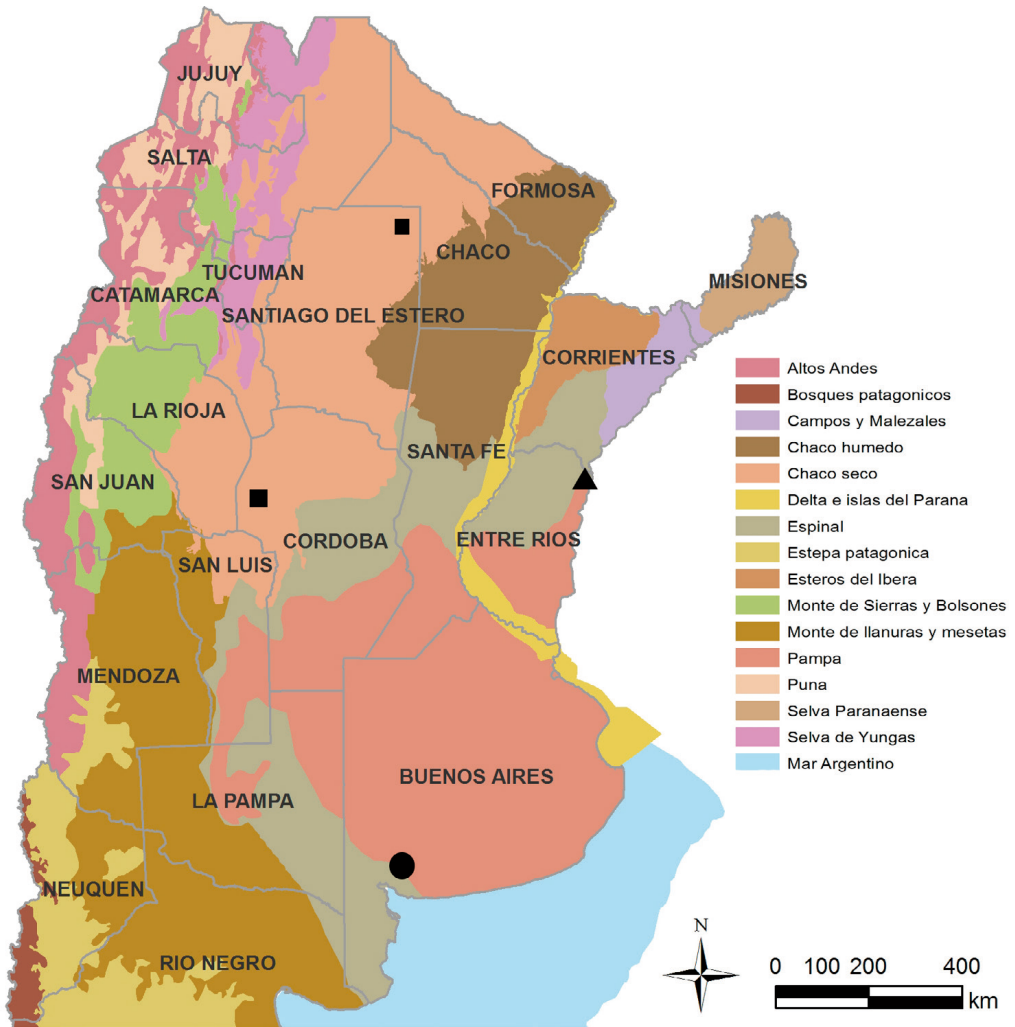 JUJUY
SALTA
FORMOSA
CHACO
MISIONES
TUCUMAN
CATAMARCA
SANTIAGO DEL ESTERO
CORRIENTES
LA RIOJA
SANTA FE
SAN JUAN
CORDOBA
ENTRE RIOS
SAN LUIS
MENDOZA
BUENOS AIRES
LA PAMPA
NEUQUEN
RIO NEGRO
Altos Andes
Bosques patagonicos
Campos y Malezales
Chaco humedo
Chaco seco
Delta e islas del Parana
Espinal
Estepa patagonica
Esteros del Ibera
Monte de Sierras y Bolsones
Monte de llanuras y mesetas
Pampa
Puna
Selva Paranaense
Selva de Yungas
Mar Argentino
N
0 100 200 400
km